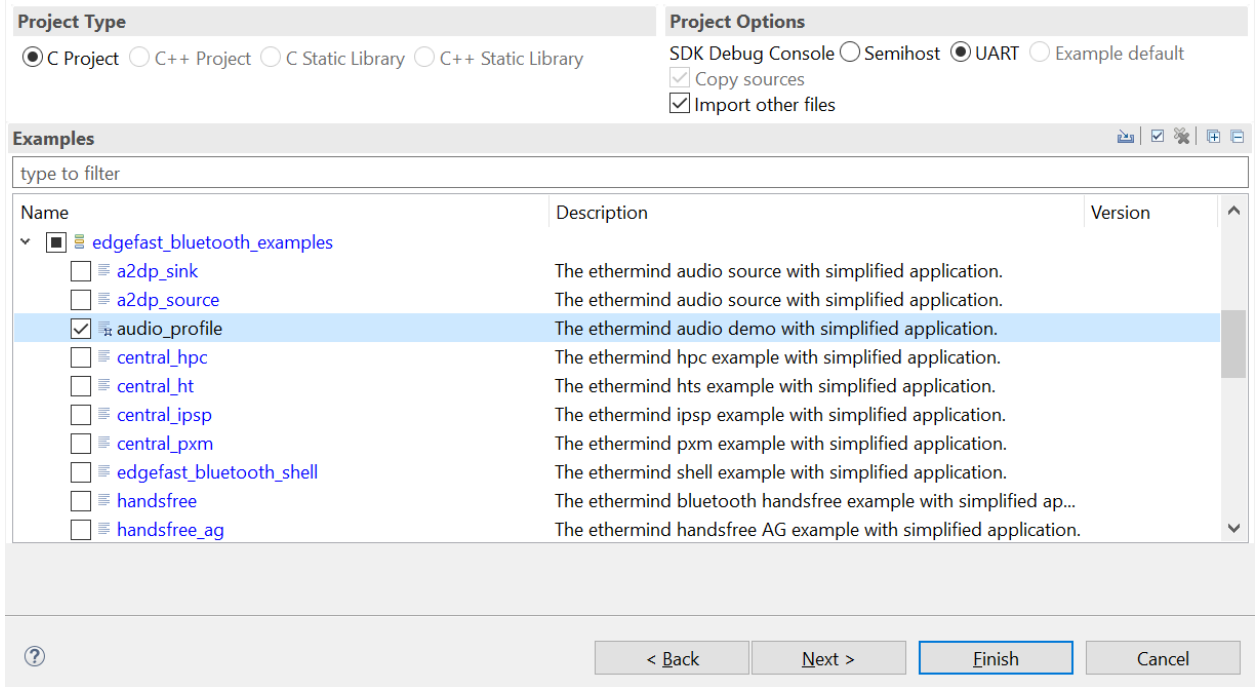 Project Type
Project Options
C Project C++ Project C Static Library C++ Static Library
SDK Debug Console Semihost UART Example default
Copy sources
Import other files
Examples
type to filter
Name Description Version
edgefast_bluetooth_examples
a2dp_sink The ethermind audio source with simplified application.
a2dp_source The ethermind audio source with simplified application.
audio_profile The ethermind audio demo with simplified application.
central_hpc The ethermind hpc example with simplified application.
central_ht The ethermind hts example with simplified application.
central_ipsp The ethermind ipsp example with simplified application.
central_pxm The ethermind pxm example with simplified application.
edgefast_bluetooth_shell The ethermind shell example with simplified application.
handsfree The ethermind bluetooth handsfree example with simplified ap...
handsfree_ag The ethermind handsfree AG example with simplified application.
? < Back Next > Finish Cancel